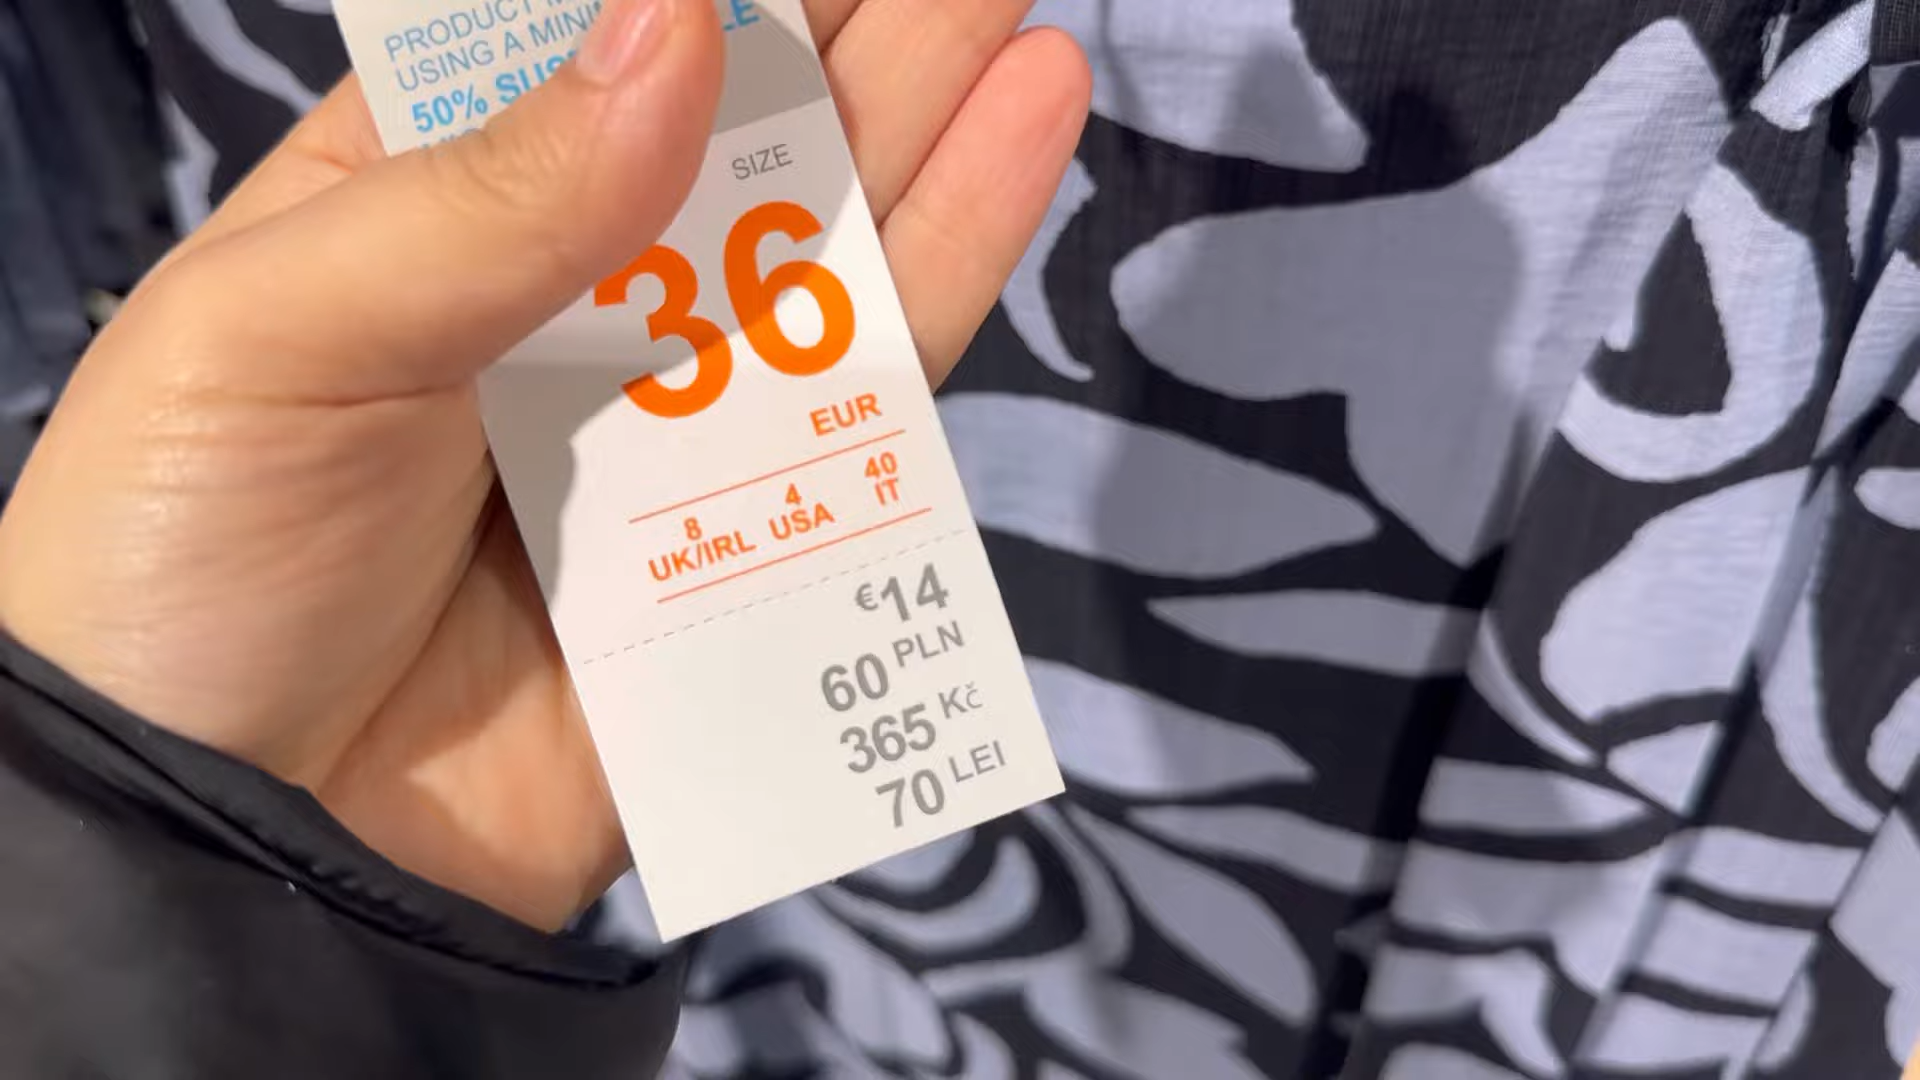 PRODUCT
USING A
50%
SIZE
36
EUR
8 4 40
UK/IRL USA IT
€14
60 PLN
365 Kč
70 LEI